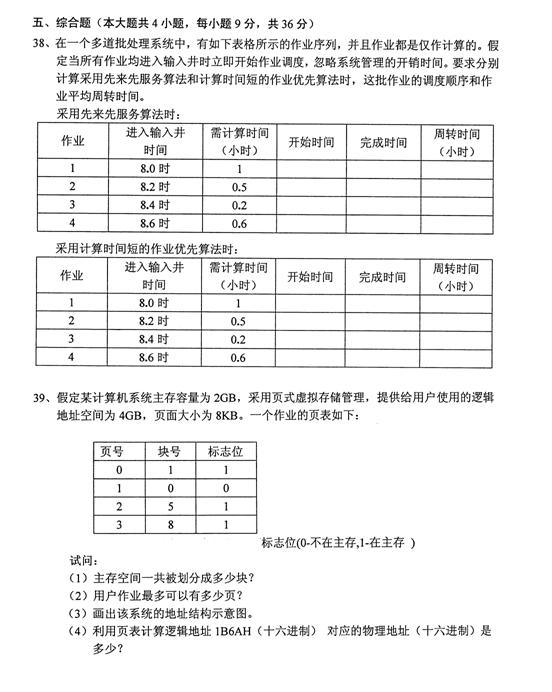 五、综合题（本大题共 4 小题，每小题 9 分，共 36 分）
38、在一个多道批处理系统中，有如下表格所示的作业序列，并且作业都是仅作计算的。假
定当所有作业均进入输入井时立即开始作业调度，忽略系统管理的开销时间。要求分别
计算采用先来先服务算法和计算时间短的作业优先算法时，这批作业的调度顺序和作
业平均周转时间。
采用先来先服务算法时：
作业 进入输入井时间 需计算时间（小时） 开始时间 完成时间 周转时间（小时）
1 8.0 时 1
2 8.2 时 0.5
3 8.4 时 0.2
4 8.6 时 0.6
采用计算时间短的作业优先算法时：
作业 进入输入井时间 需计算时间（小时） 开始时间 完成时间 周转时间（小时）
1 8.0 时 1
2 8.2 时 0.5
3 8.4 时 0.2
4 8.6 时 0.6
39、假定某计算机系统主存容量为 2GB，采用页式虚拟存储管理，提供给用户使用的逻辑
地址空间为 4GB，页面大小为 8KB。一个作业的页表如下：
页号 块号 标志位
0 1 1
1 0 0
2 5 1
3 8 1
标志位(0-不在主存,1-在主存 )
试问：
（1）主存空间一共被划分成多少块？
（2）用户作业最多可以有多少页？
（3）画出该系统的地址结构示意图。
（4）利用页表计算逻辑地址 1B6AH（十六进制） 对应的物理地址（十六进制）是
多少？